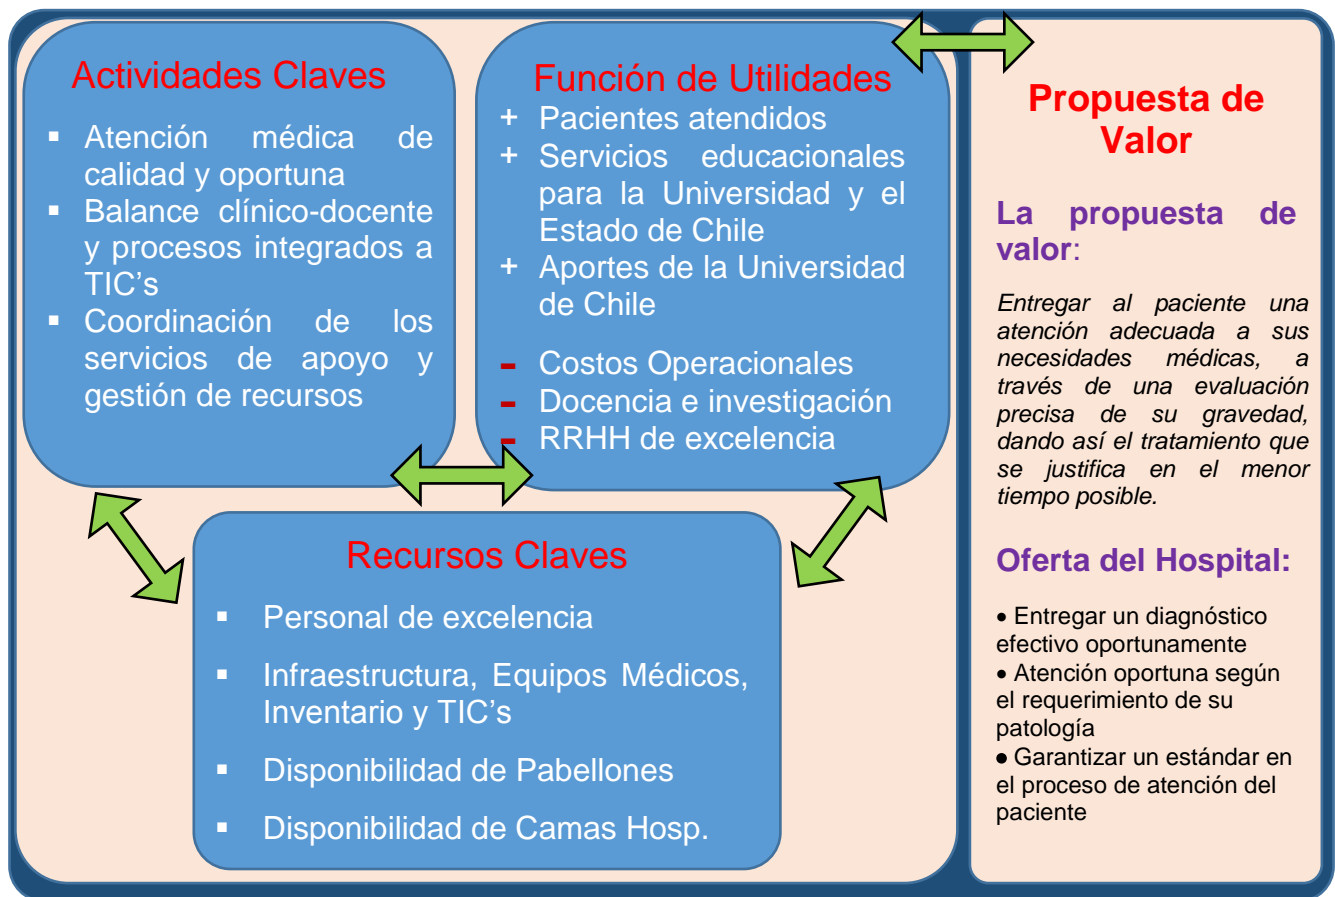 Actividades Claves
▪ Atención médica de
calidad y oportuna
▪ Balance clínico-docente
y procesos integrados a
TIC’s
▪ Coordinación de los
servicios de apoyo y
gestión de recursos
Función de Utilidades
+ Pacientes atendidos
+ Servicios educacionales
para la Universidad y el
Estado de Chile
+ Aportes de la Universidad
de Chile
- Costos Operacionales
- Docencia e investigación
- RRHH de excelencia
Recursos Claves
▪ Personal de excelencia
▪ Infraestructura, Equipos Médicos,
Inventario y TIC’s
▪ Disponibilidad de Pabellones
▪ Disponibilidad de Camas Hosp.
Propuesta de
Valor
La propuesta de
valor:
Entregar al paciente una
atención adecuada a sus
necesidades médicas, a
través de una evaluación
precisa de su gravedad,
dando así el tratamiento que
se justifica en el menor
tiempo posible.
Oferta del Hospital:
• Entregar un diagnóstico
efectivo oportunamente
• Atención oportuna según
el requerimiento de su
patología
• Garantizar un estándar en
el proceso de atención del
paciente